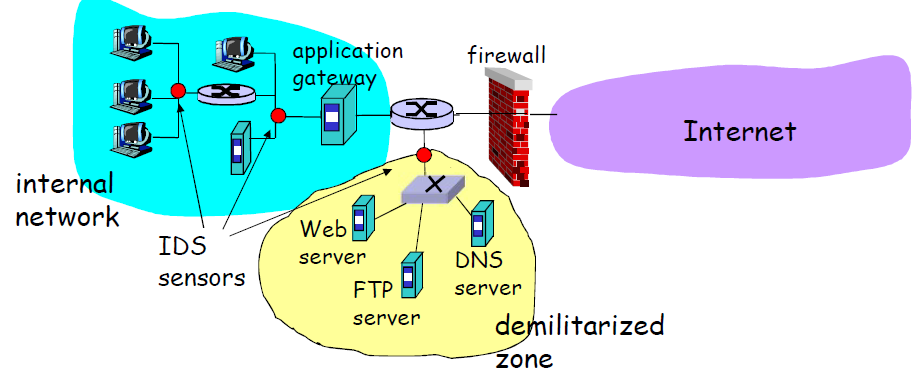 application
gateway
firewall
Internet
internal
network
IDS
sensors
Web
server
FTP
server
DNS
server
demilitarized
zone